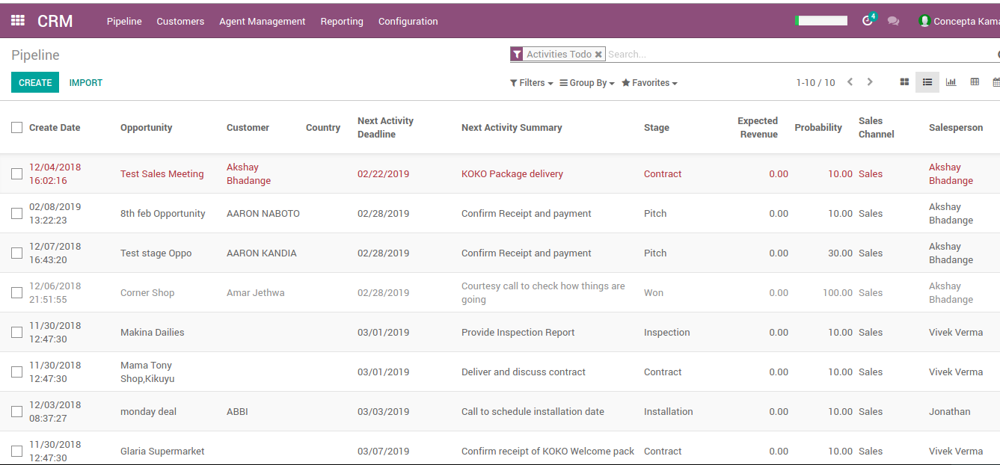 CRM Pipeline Customers Agent Management Reporting Configuration 4 Concepta Kama
Pipeline Activities Todo Search...
CREATE IMPORT Filters Group By Favorites 1-10 / 10
Create Date Opportunity Customer Country Next Activity Deadline Next Activity Summary Stage Expected Revenue Probability Sales Channel Salesperson
12/04/2018 16:02:16 Test Sales Meeting Akshay Bhadange 02/22/2019 KOKO Package delivery Contract 0.00 10.00 Sales Akshay Bhadange
02/08/2019 13:22:23 8th feb Opportunity AARON NABOTO 02/28/2019 Confirm Receipt and payment Pitch 0.00 10.00 Sales Akshay Bhadange
12/07/2018 16:43:20 Test stage Oppo AARON KANDIA 02/28/2019 Confirm Receipt and payment Pitch 0.00 30.00 Sales Akshay Bhadange
12/06/2018 21:51:55 Corner Shop Amar Jethwa 02/28/2019 Courtesy call to check how things are going Won 0.00 100.00 Sales Akshay Bhadange
11/30/2018 12:47:30 Makina Dailies 03/01/2019 Provide Inspection Report Inspection 0.00 10.00 Sales Vivek Verma
11/30/2018 12:47:30 Mama Tony Shop,Kikuyu 03/01/2019 Deliver and discuss contract Contract 0.00 10.00 Sales Vivek Verma
12/03/2018 08:37:27 monday deal ABBI 03/03/2019 Call to schedule installation date Installation 0.00 10.00 Sales Jonathan
11/30/2018 12:47:30 Glaria Supermarket 03/07/2019 Confirm receipt of KOKO Welcome pack Contract 0.00 10.00 Sales Vivek Verma